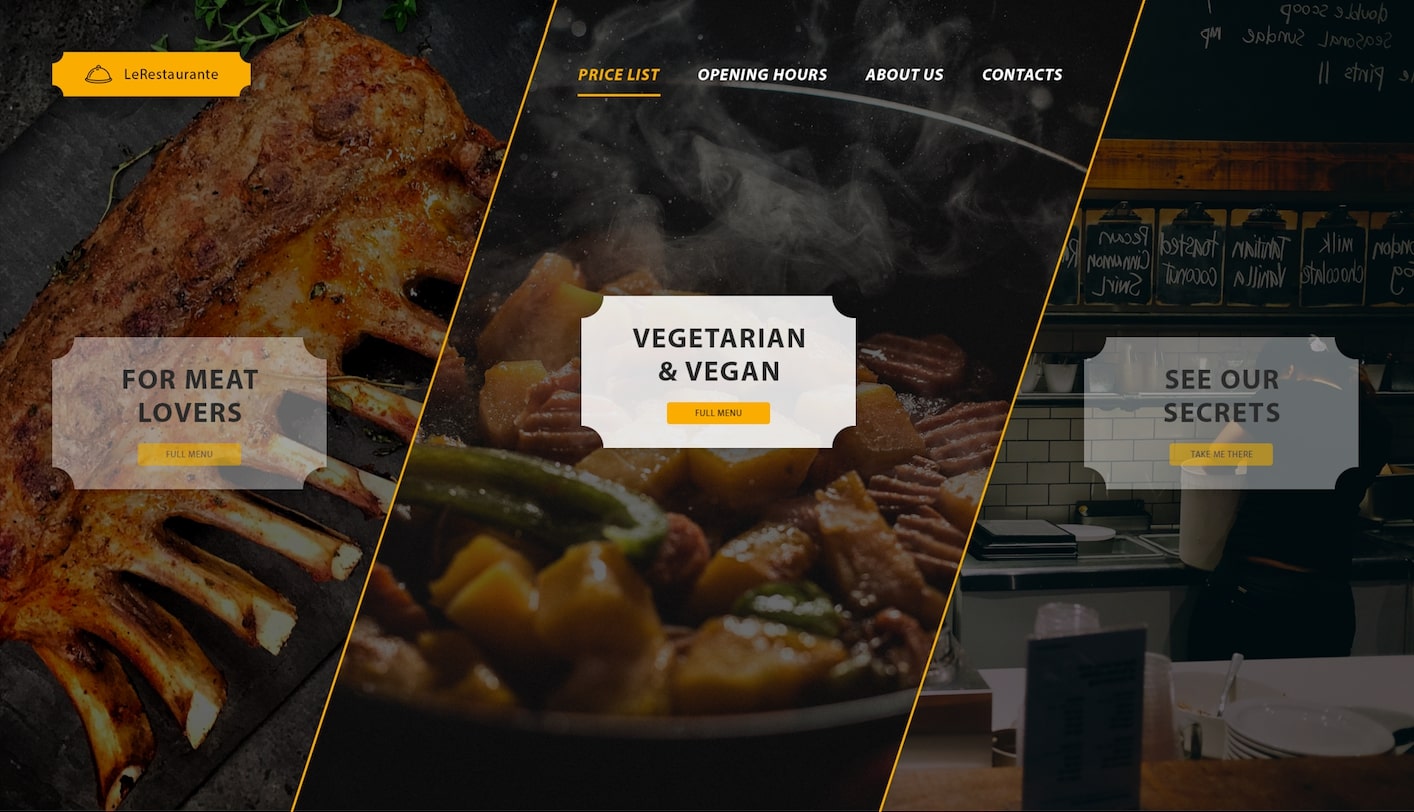 LeRestaurante
PRICE LIST
OPENING HOURS
ABOUT US
CONTACTS
FOR MEAT
LOVERS
FULL MENU
VEGETARIAN
& VEGAN
FULL MENU
SEE OUR
SECRETS
TAKE ME THERE
double scoop
Seasonal Sundae MP
pints 11
Pecan
Cinnamon
Swirl
toasted
coconut
Tahitian
Vanilla
milk
chocolate